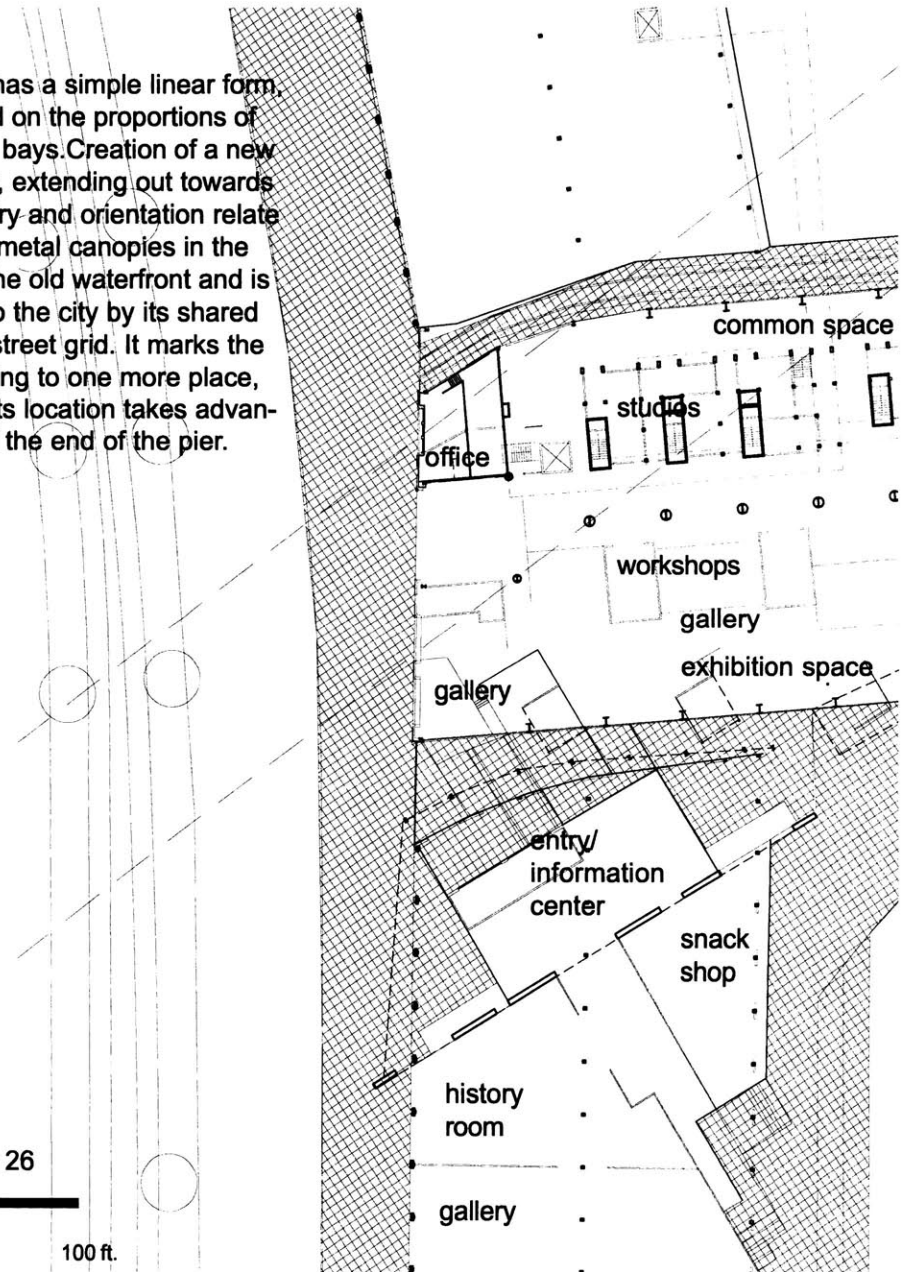 has a simple linear form,
on the proportions of
bays.Creation of a new
, extending out towards
ry and orientation relate
metal canopies in the
he old waterfront and is
o the city by its shared
street grid. It marks the
ng to one more place,
ts location takes advan-
the end of the pier.
common space
studios
office
workshops
gallery
exhibition space
gallery
entry/
information
center
snack
shop
history
room
gallery
26
100 ft.